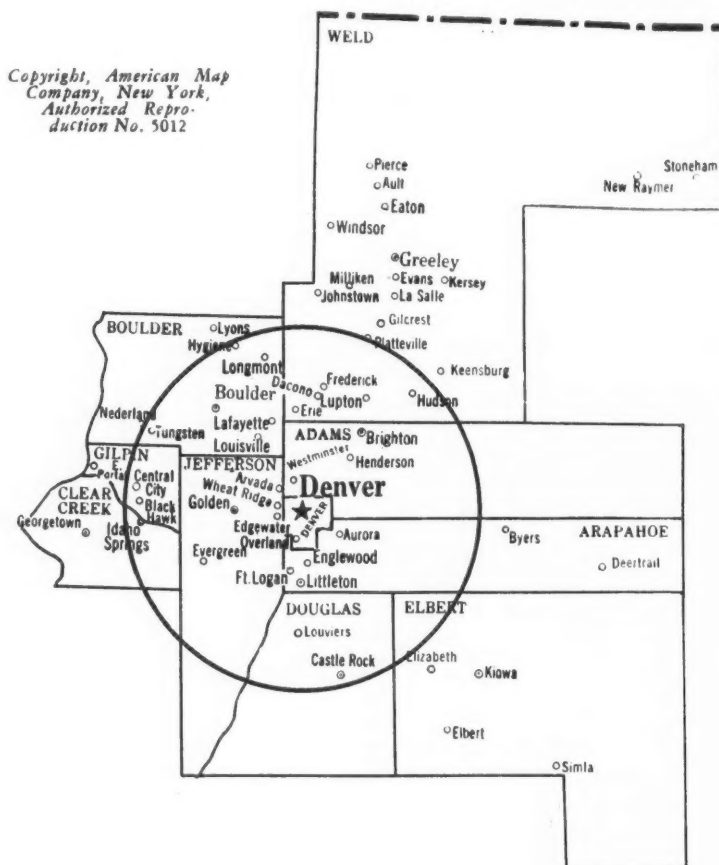 Copyright, American Map
Company, New York,
Authorized Repro-
duction No. 5012
WELD
Pierce
Stoneham
New Raymer
Ault
Eaton
Windsor
Greeley
Milliken
Evans
Kersey
Johnstown
La Salle
Gilcrest
BOULDER
Lyons
Platteville
Hygiene
Longmont
Keensburg
Frederick
Dacono
Boulder
Lupton
Hudson
Erie
Nederland
Lafayette
Tungsten
ADAMS
Brighton
Louisville
GILPIN
JEFFERSON
Westminster
Henderson
E.
Portal
Central
City
Arvada
Wheat Ridge
Denver
CLEAR
CREEK
Black
Hawk
Golden
DENVER
Georgetown
Idaho
Springs
Edgewater
Overland
Aurora
Byers
ARAPAHOE
Evergreen
Englewood
Deertrail
Ft. Logan
Littleton
DOUGLAS
ELBERT
Louviers
Castle Rock
Elizabeth
Kiowa
Elbert
Simla